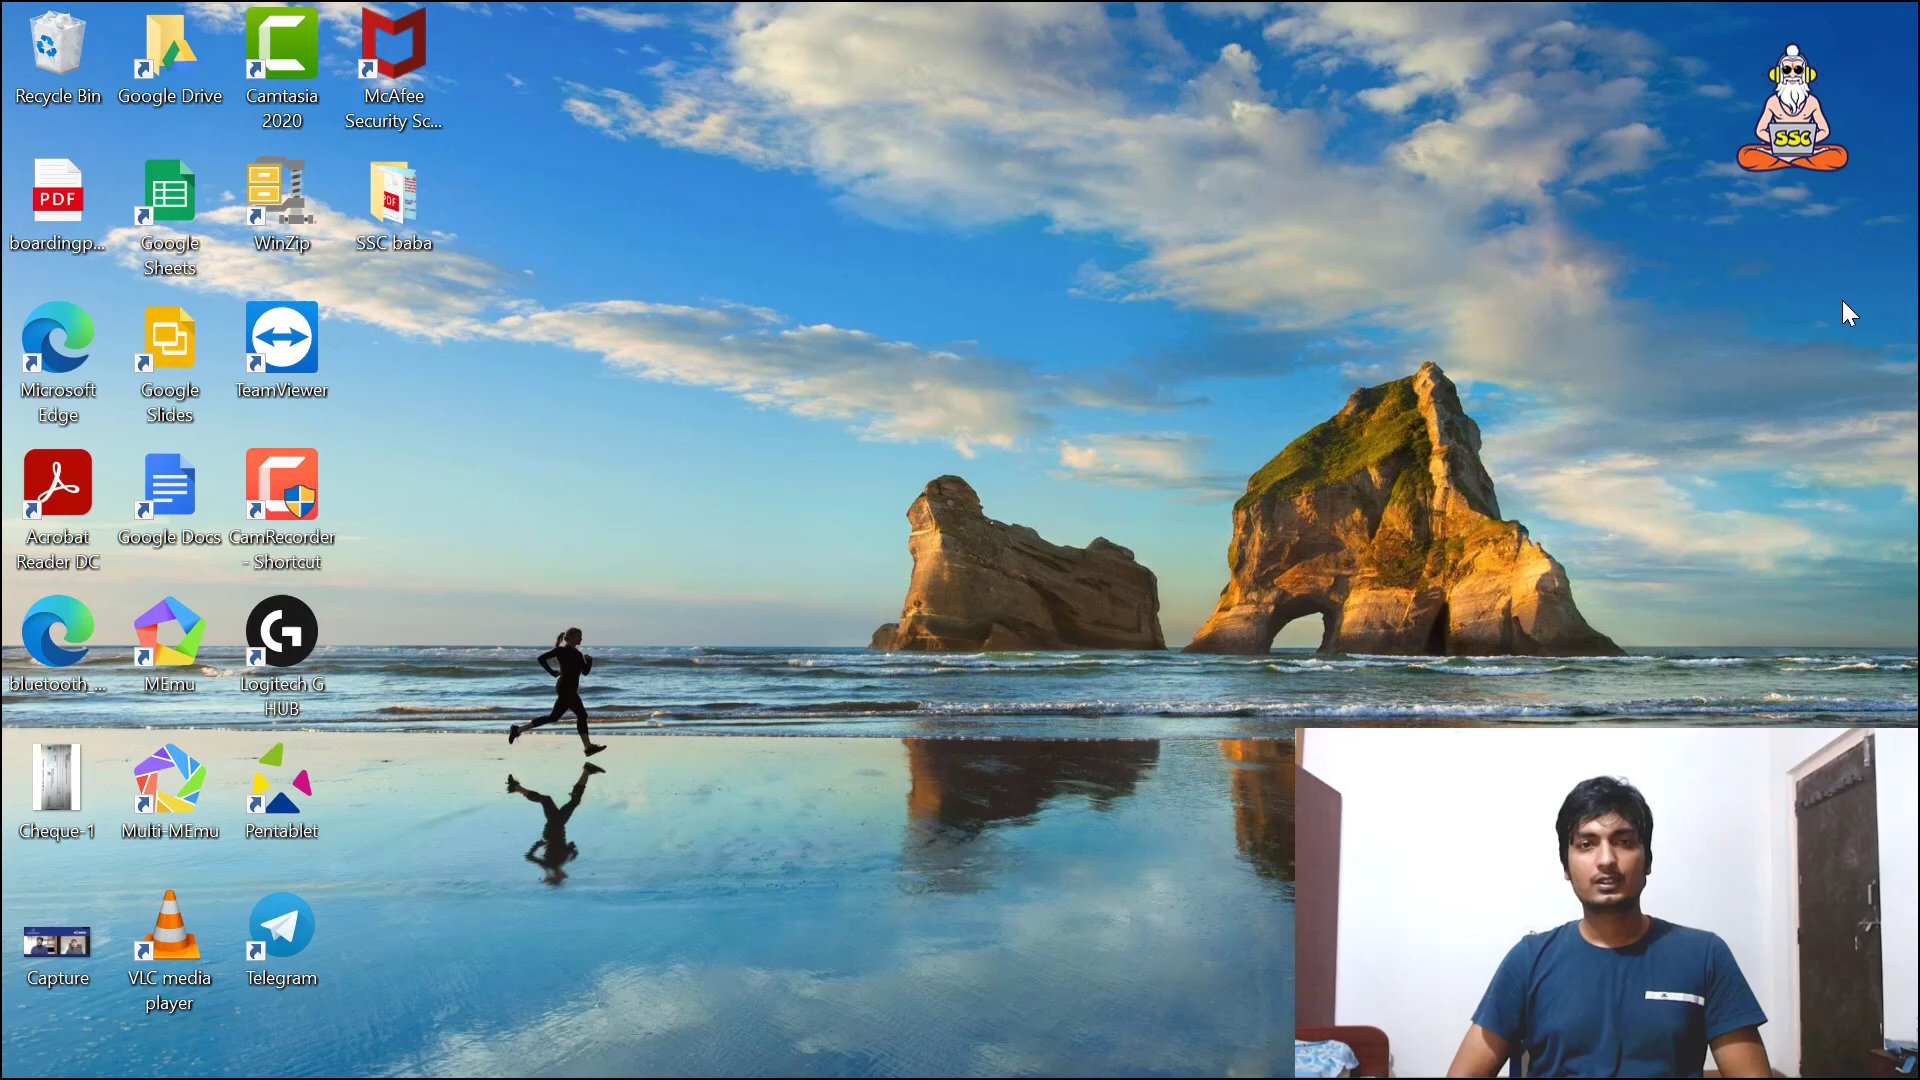 Recycle Bin
Google Drive
Camtasia
2020
McAfee
Security Sc...
PDF
boardingp...
Google
Sheets
WinZip
PDF
SSC baba
SSC
Microsoft
Edge
Google
Slides
TeamViewer
Acrobat
Reader DC
Google Docs
CamRecorder
- Shortcut
bluetooth_...
MEmu
Logitech G
HUB
Cheque-1
Multi-MEmu
Pentablet
Capture
VLC media
player
Telegram